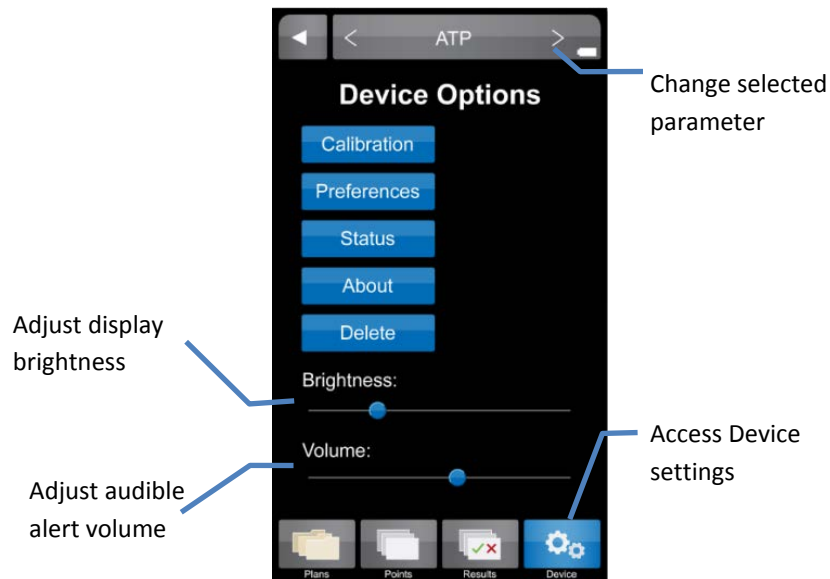 < ATP >
Change selected
parameter
Device Options
Calibration
Preferences
Status
About
Delete
Adjust display
brightness
Brightness:
Volume:
Access Device
settings
Adjust audible
alert volume
Plans Points Results Device